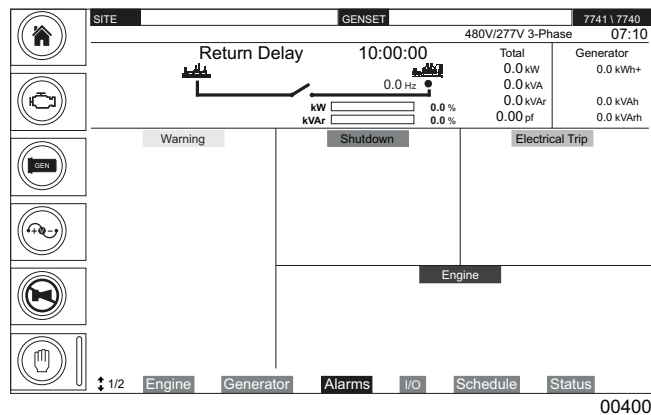 SITE GENSET 7741 \ 7740
480V/277V 3-Phase 07:10
Return Delay 10:00:00 Total Generator
0.0 kW 0.0 kWh+
0.0 Hz 0.0 kVA
0.0 kVAr 0.0 kVAh
kW 0.0 %
0.00 pf 0.0 kVArh
kVAr 0.0 %
Warning Shutdown Electrical Trip
GEN
Engine
1/2 Engine Generator Alarms I/O Schedule Status
00400